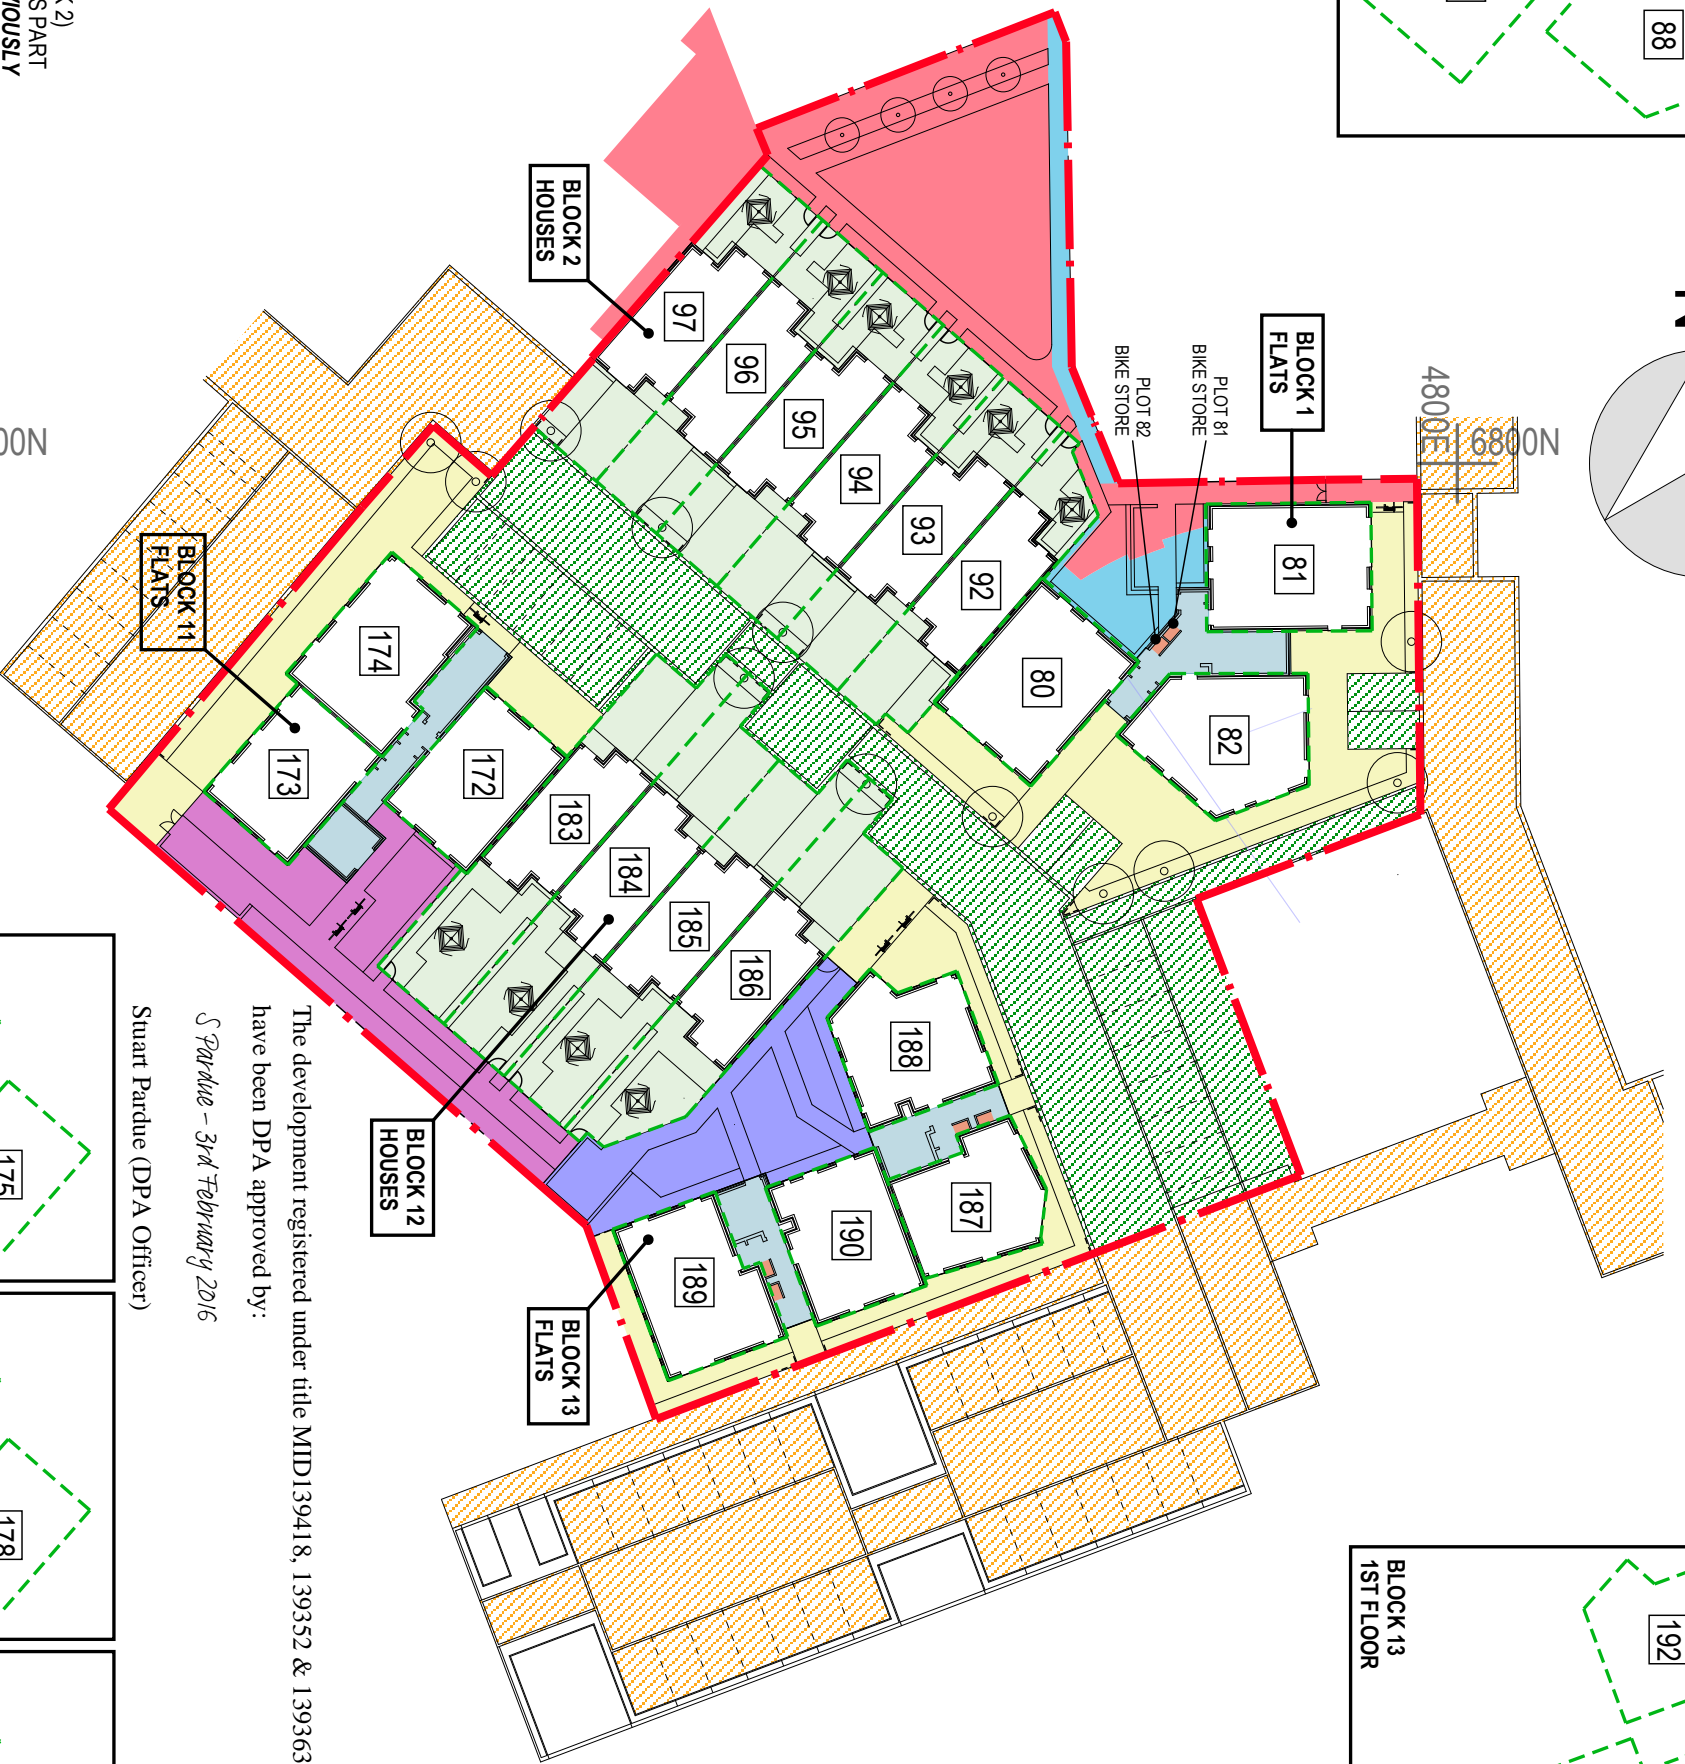 K 2)
S PART
VIOUSLY
00N
88
N
4800E
6800N
BLOCK 1
FLATS
PLOT 81
BIKE STORE
PLOT 82
BIKE STORE
BLOCK 2
HOUSES
97
96
95
94
93
92
81
80
82
BLOCK 11
FLATS
174
173
172
183
184
185
186
188
187
190
189
BLOCK 12
HOUSES
BLOCK 13
FLATS
The development registered under title MID139418, 139352 & 139363
have been DPA approved by:
S Pardue - 3rd February 2016
Stuart Pardue (DPA Officer)
175
178
BLOCK 13
1ST FLOOR
192